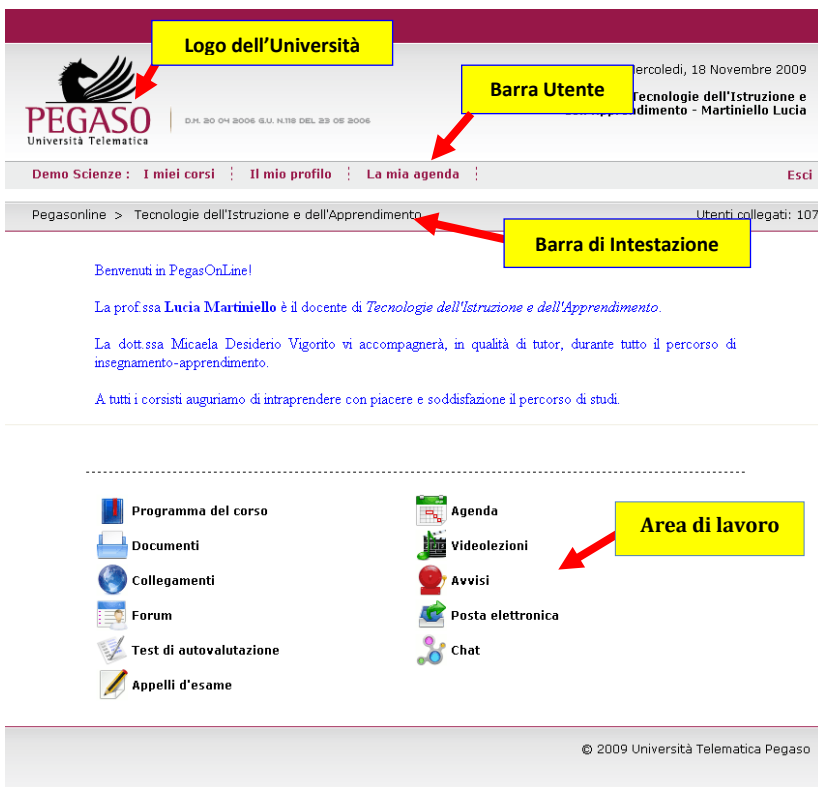 Logo dell'Università
Mercoledi, 18 Novembre 2009
Barra Utente
Tecnologie dell'Istruzione e
dell'Apprendimento - Martiniello Lucia
PEGASO
Università Telematica
D.M. 20 04 2006 G.U. N.118 DEL 23 05 2006
Demo Scienze : I miei corsi Il mio profilo La mia agenda Esci
Pegasonline > Tecnologie dell'Istruzione e dell'Apprendimento Utenti collegati: 107
Barra di Intestazione
Benvenuti in PegasOnLine!
La prof.ssa Lucia Martiniello è il docente di Tecnologie dell'Istruzione e dell'Apprendimento.
La dott.ssa Micaela Desiderio Vigorito vi accompagnerà, in qualità di tutor, durante tutto il percorso di
insegnamento-apprendimento.
A tutti i corsisti auguriamo di intraprendere con piacere e soddisfazione il percorso di studi.
Programma del corso
Agenda
Area di lavoro
Documenti
Videolezioni
Collegamenti
Avvisi
Forum
Posta elettronica
Test di autovalutazione
Chat
Appelli d'esame
© 2009 Università Telematica Pegaso